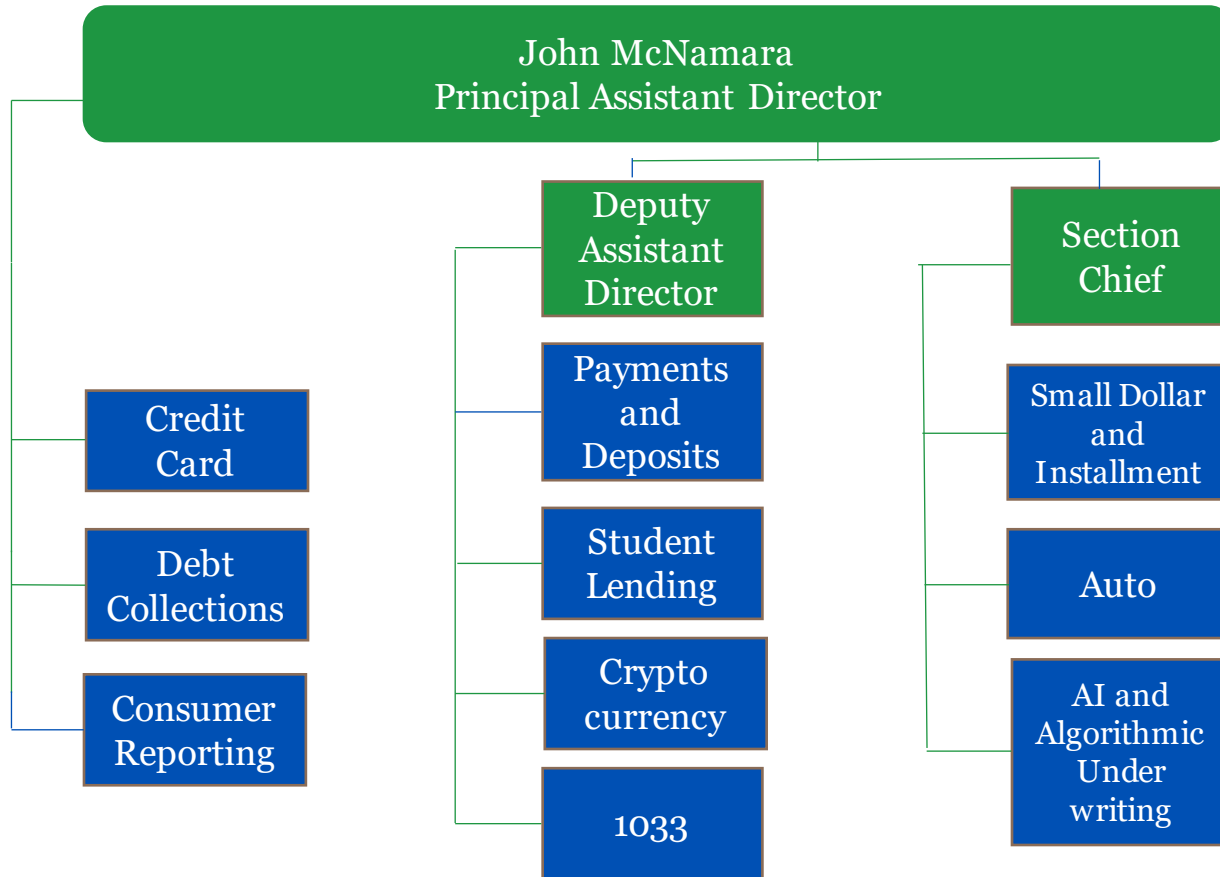 John McNamara
Principal Assistant Director
Deputy
Assistant
Director
Section
Chief
Credit
Card
Debt
Collections
Consumer
Reporting
Payments
and
Deposits
Student
Lending
Crypto
currency
1033
Small Dollar
and
Installment
Auto
AI and
Algorithmic
Under
writing